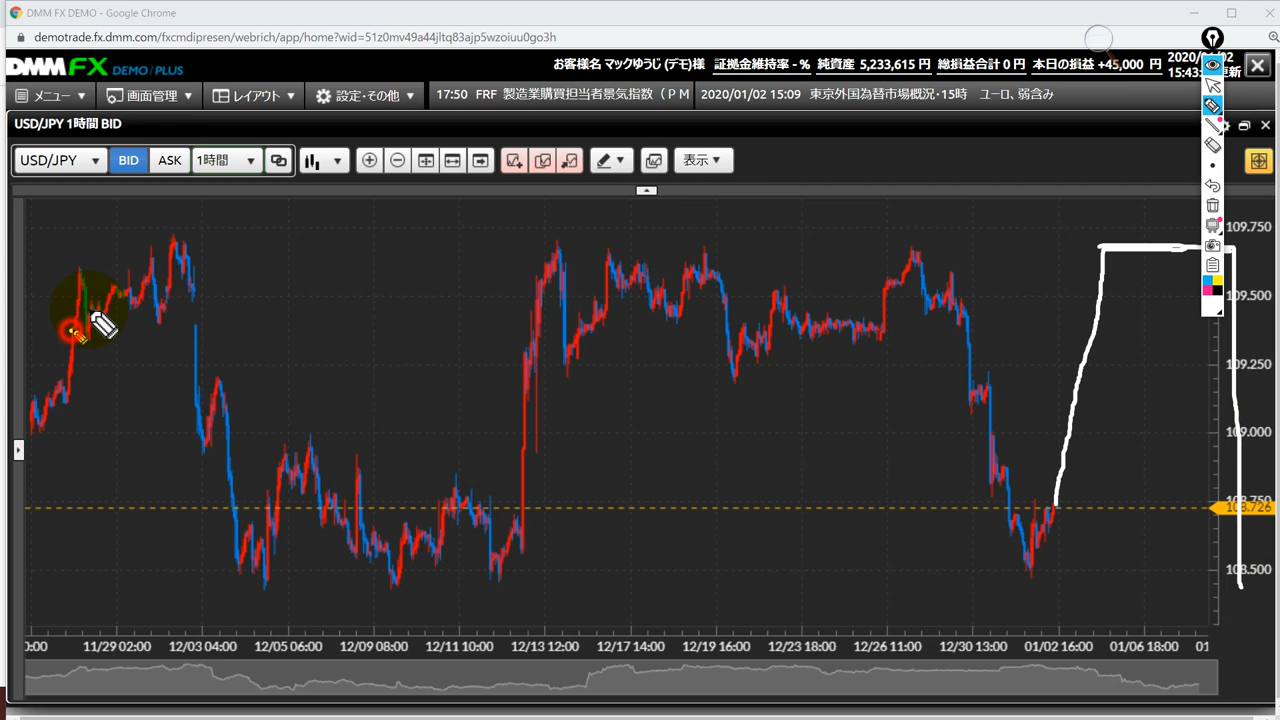 DMM FX DEMO - Google Chrome
demotrade.fx.dmm.com/fxcmdipresen/webrich/app/home?wid=51z0mv49a44jltq83ajp5wzoiuu0go3h
DMM FX DEMO/PLUS お客様名 マックゆうじ (デモ)様 証拠金維持率 - % 純資産 5,233,615 円 総損益合計 0 円 本日の損益 +45,000 円
メニュー 画面管理 レイアウト 設定・その他 17:50 FRF 製造業購買担当者景気指数（ＰＭ 2020/01/02 15:09 東京外国為替市場概況・15時 ユーロ、弱含み
USD/JPY 1時間 BID
USD/JPY BID ASK 1時間 表示
109.750
109.500
109.250
109.000
108.726
108.500
11/29 02:00 12/03 04:00 12/05 06:00 12/09 08:00 12/11 10:00 12/13 12:00 12/17 14:00 12/19 16:00 12/23 18:00 12/26 11:00 12/30 13:00 01/02 16:00 01/06 18:00